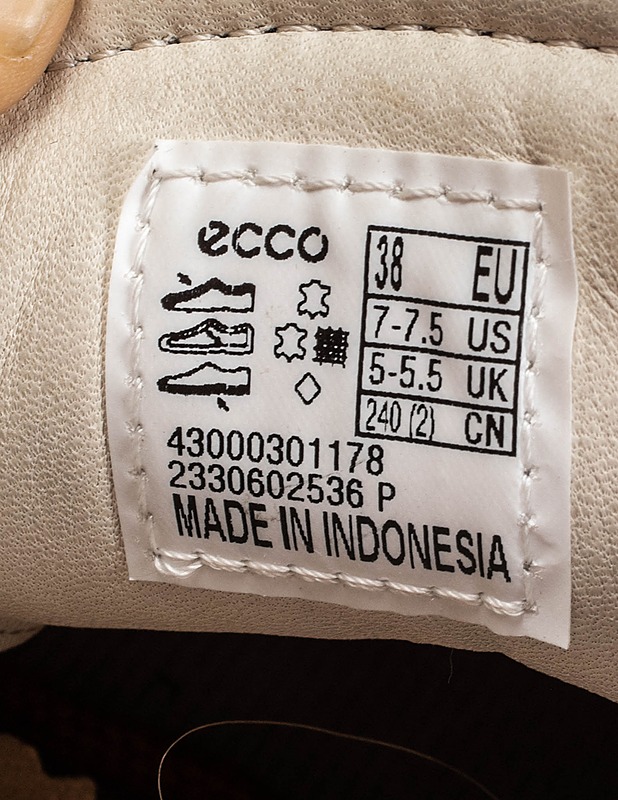 ecco
38 EU
7-7.5 US
5-5.5 UK
240 (2) CN
43000301178
2330602536 P
MADE IN INDONESIA